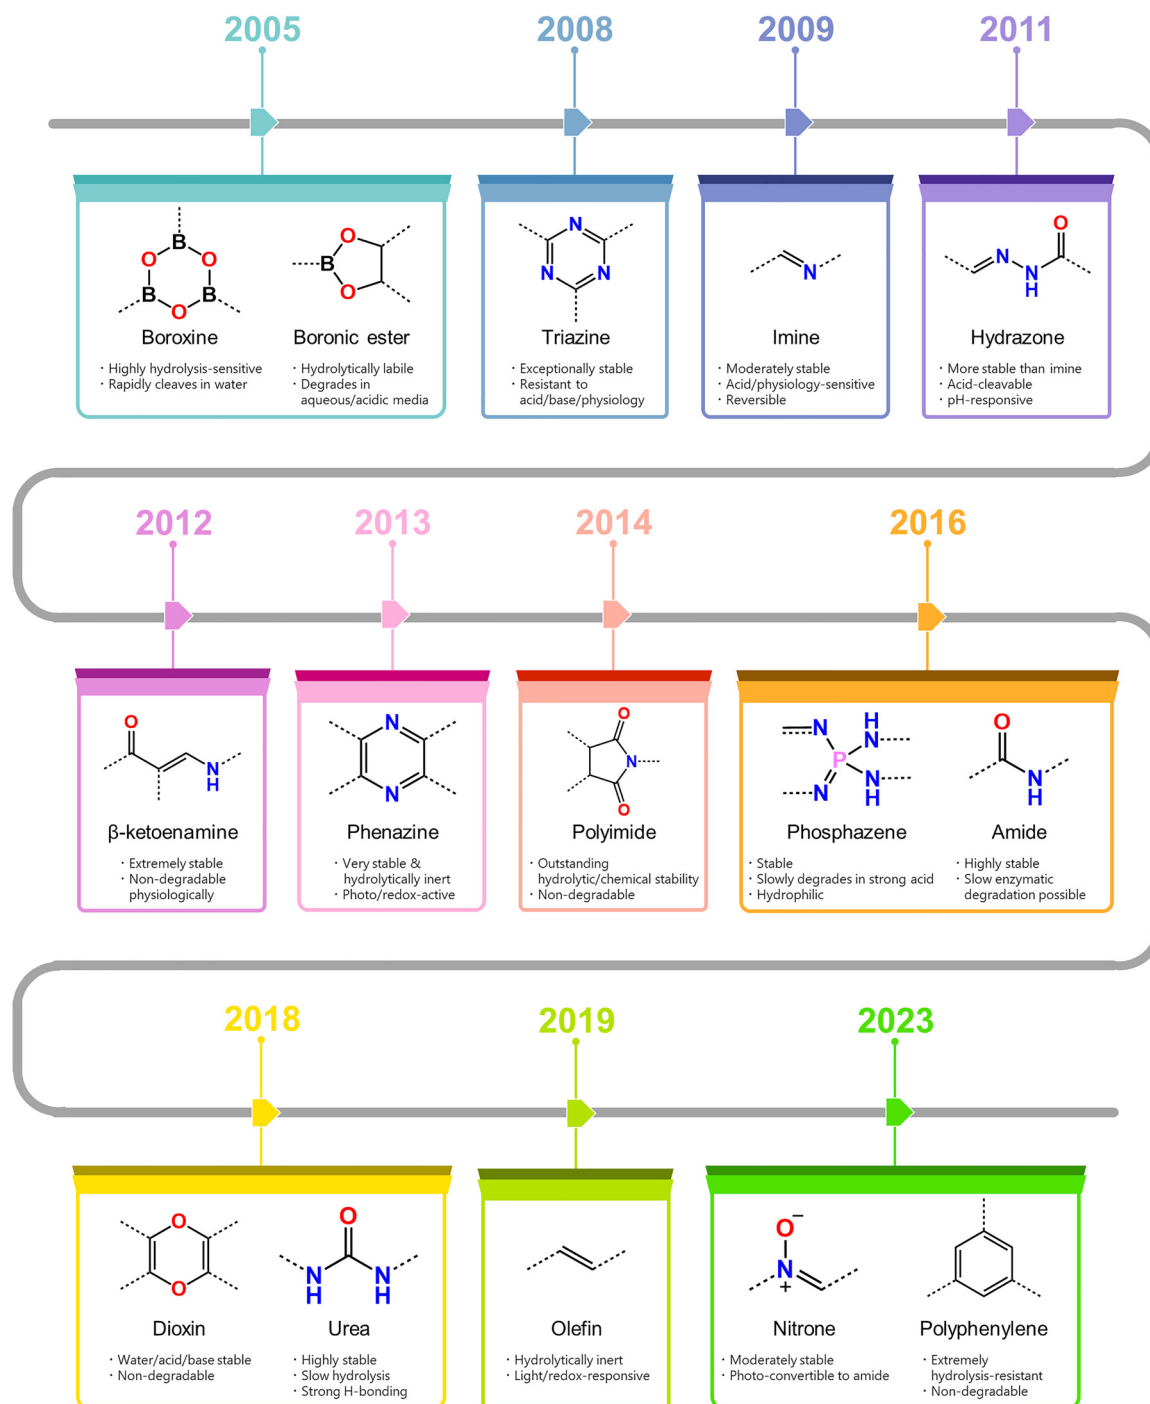 2005
2008
2009
2011
B
O
O
B
B
O
Boroxine
· Highly hydrolysis-sensitive
· Rapidly cleaves in water
O
B
O
Boronic ester
· Hydrolytically labile
· Degrades in
aqueous/acidic media
N
N
N
Triazine
· Exceptionally stable
· Resistant to
acid/base/physiology
N
Imine
· Moderately stable
· Acid/physiology-sensitive
· Reversible
O
N
N
H
Hydrazone
· More stable than imine
· Acid-cleavable
· pH-responsive
2012
2013
2014
2016
O
N
H
β-ketoenamine
· Extremely stable
· Non-degradable
physiologically
N
N
Phenazine
· Very stable &
hydrolytically inert
· Photo/redox-active
O
N
O
Polyimide
· Outstanding
hydrolytic/chemical stability
· Non-degradable
N
H
N
P
N
N
H
Phosphazene
· Stable
· Slowly degrades in strong acid
· Hydrophilic
O
N
H
Amide
· Highly stable
· Slow enzymatic
degradation possible
2018
2019
2023
O
O
Dioxin
· Water/acid/base stable
· Non-degradable
O
N
N
H
H
Urea
· Highly stable
· Slow hydrolysis
· Strong H-bonding
Olefin
· Hydrolytically inert
· Light/redox-responsive
O−
N
+
Nitrone
· Moderately stable
· Photo-convertible to amide
Polyphenylene
· Extremely
hydrolysis-resistant
· Non-degradable